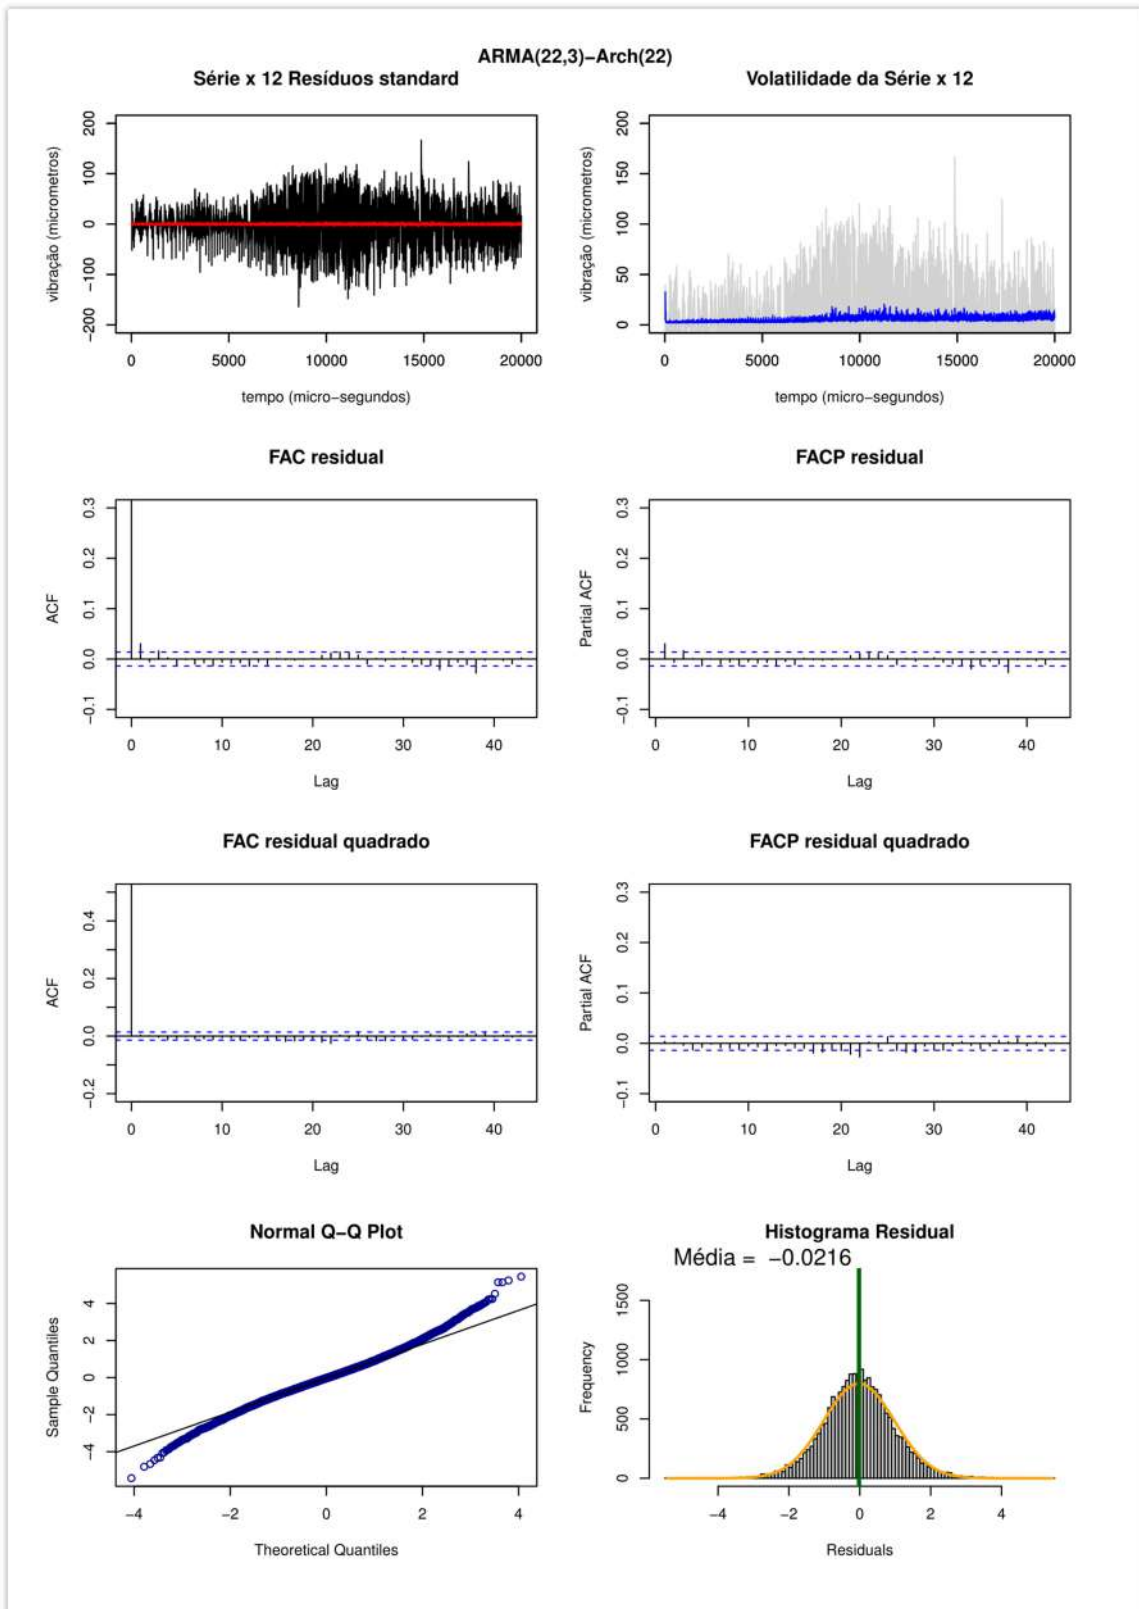 ARMA(22,3)−Arch(22)
Série x 12 Resíduos standard
vibração (micrometros)
200
100
0
−100
−200
0 5000 10000 15000 20000
tempo (micro−segundos)
Volatilidade da Série x 12
vibração (micrometros)
200
150
100
50
0
0 5000 10000 15000 20000
tempo (micro−segundos)
FAC residual
ACF
0.3
0.2
0.1
0.0
−0.1
0 10 20 30 40
Lag
FACP residual
Partial ACF
0.3
0.2
0.1
0.0
−0.1
0 10 20 30 40
Lag
FAC residual quadrado
ACF
0.4
0.2
0.0
−0.2
0 10 20 30 40
Lag
FACP residual quadrado
Partial ACF
0.3
0.2
0.1
0.0
−0.1
0 10 20 30 40
Lag
Normal Q−Q Plot
Sample Quantiles
4
2
0
−2
−4
−4 −2 0 2 4
Theoretical Quantiles
Histograma Residual
Média = −0.0216
Frequency
1500
1000
500
0
−4 −2 0 2 4
Residuals